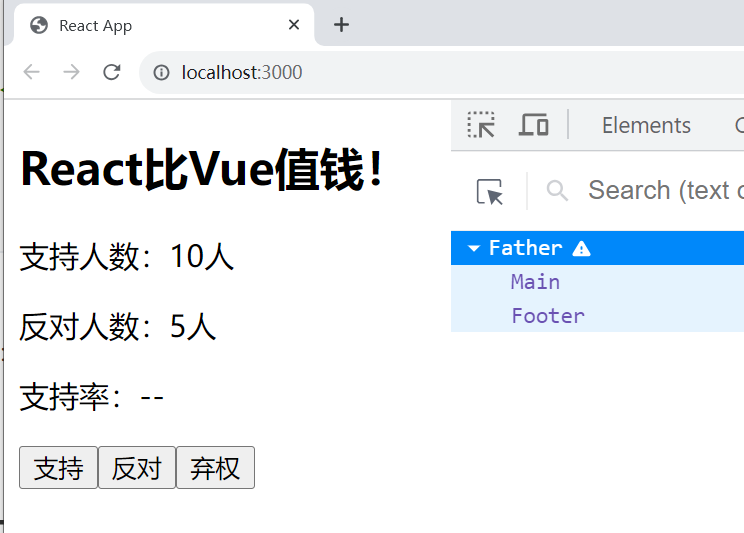 React App
localhost:3000
Elements
React比Vue值钱！
Search (text
Father
支持人数：10人
Main
Footer
反对人数：5人
支持率：--
支持 反对 弃权